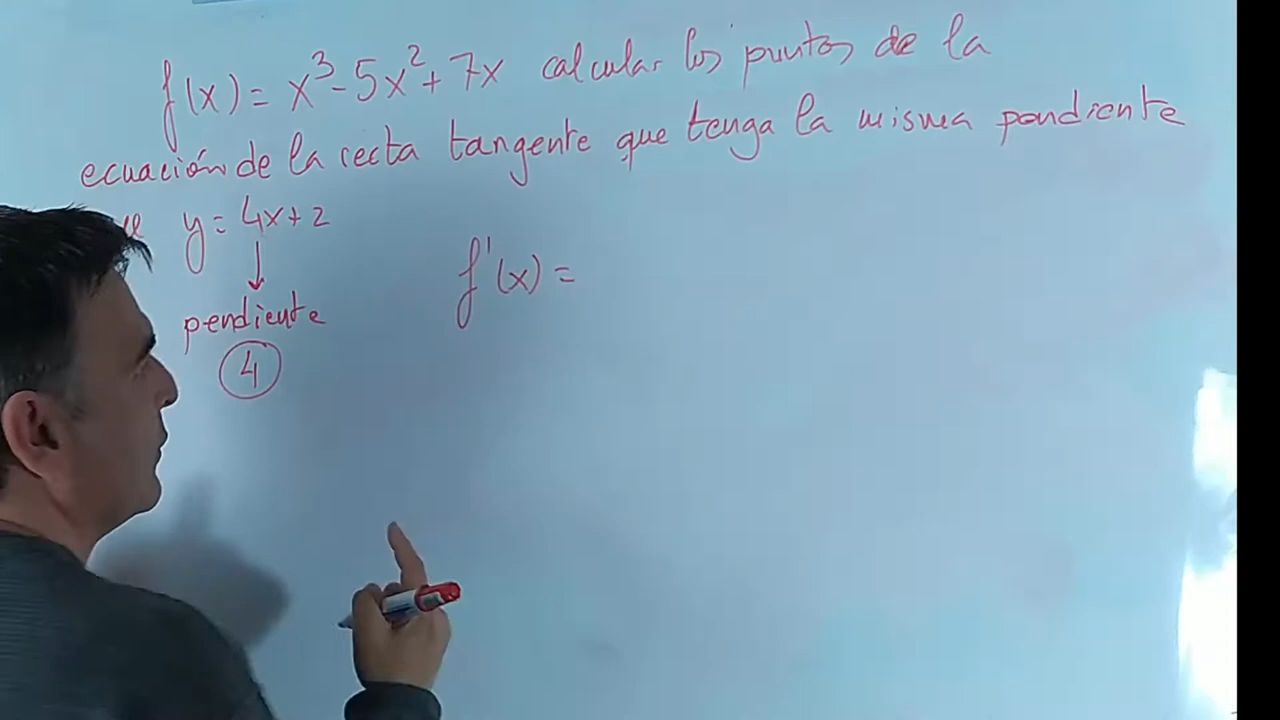 f(x) = x³ - 5x² + 7x calcular los puntos de la
ecuación de la recta tangente que tenga la misma pendiente
y = 4x + 2
f'(x) =
pendiente
4